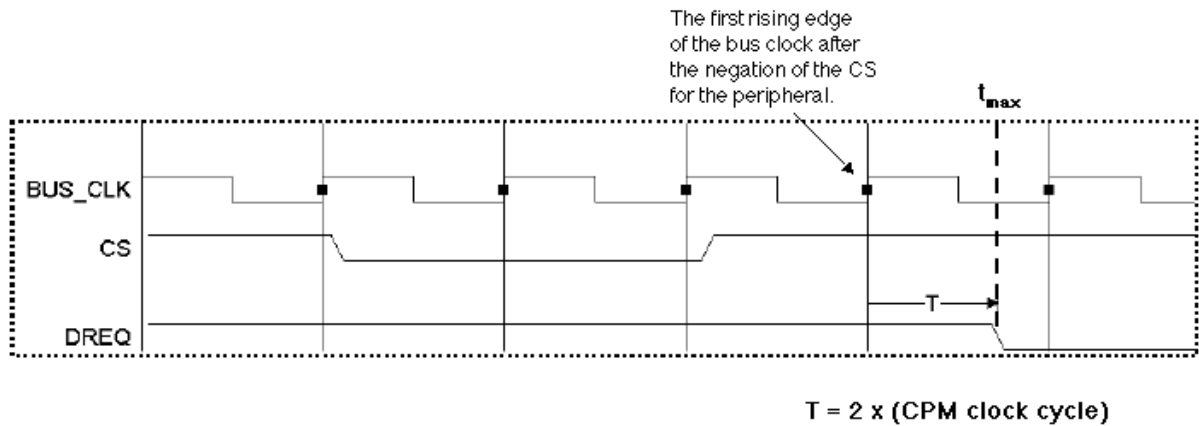 The first rising edge
of the bus clock after
the negation of the CS
for the peripheral.
tmax
BUS_CLK
CS
T
DREQ
T = 2 x (CPM clock cycle)